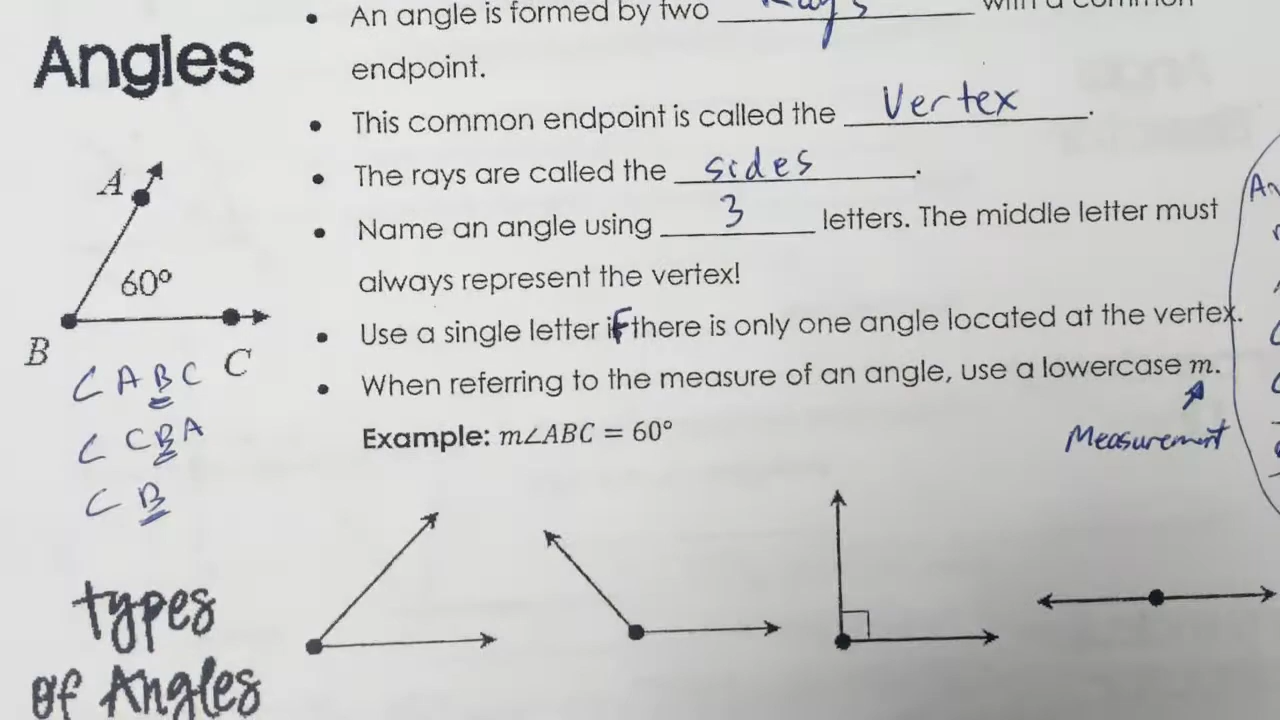 An angle is formed by two Rays with a common
Angles
endpoint.
This common endpoint is called the Vertex.
The rays are called the sides.
A
Name an angle using 3 letters. The middle letter must
60°
always represent the vertex!
B
C
Use a single letter if there is only one angle located at the vertex.
∠ABC
When referring to the measure of an angle, use a lowercase m.
∠CBA
Example: m∠ABC = 60°
Measurement
∠B
types
of Angles